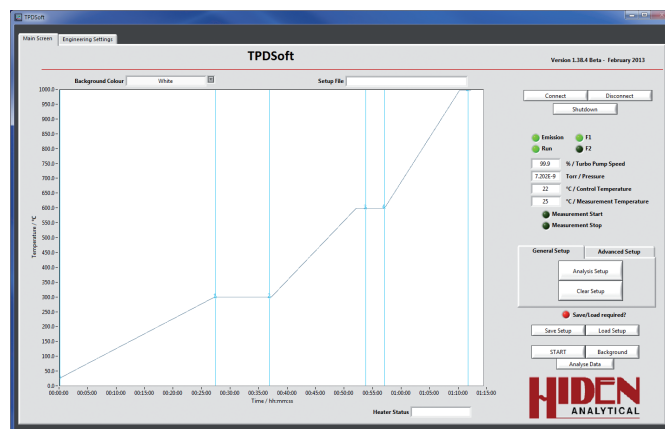 TPDSoft
Main Screen
Engineering Settings
TPDSoft
Version 1.38.4 Beta - February 2013
Background Colour
White
Setup File
1000.0
950.0
900.0
850.0
800.0
750.0
700.0
650.0
600.0
550.0
500.0
450.0
400.0
350.0
300.0
250.0
200.0
150.0
100.0
50.0
0.0
Temperature / °C
00:00:00 00:05:00 00:10:00 00:15:00 00:20:00 00:25:00 00:30:00 00:35:00 00:40:00 00:45:00 00:50:00 00:55:00 01:00:00 01:05:00 01:10:00 01:15:00
Time / hh:mm:ss
Heater Status
Connect
Disconnect
Shutdown
Emission
F1
Run
F2
99.9 % / Turbo Pump Speed
7.202E-9 Torr / Pressure
22 °C / Control Temperature
25 °C / Measurement Temperature
Measurement Start
Measurement Stop
General Setup
Advanced Setup
Analysis Setup
Clear Setup
Save/Load required?
Save Setup
Load Setup
START
Background
Analyse Data
HIDEN
ANALYTICAL